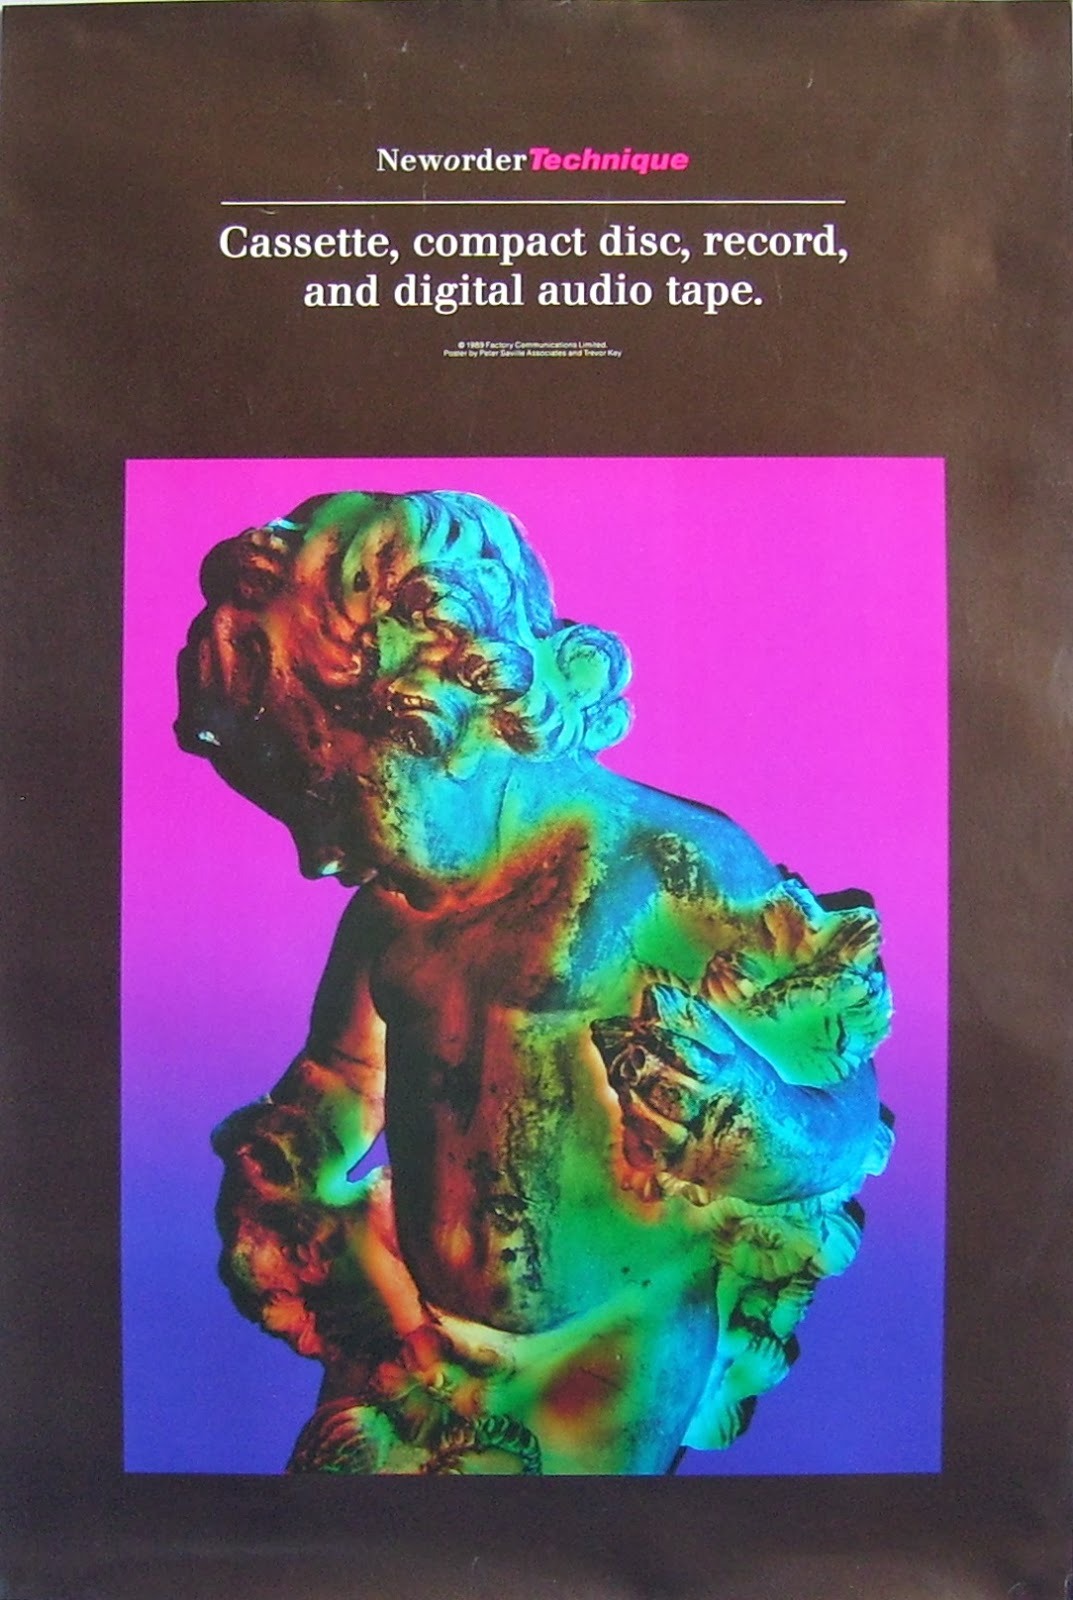 NeworderTechnique
Cassette, compact disc, record,
and digital audio tape.
© 1989 Factory Communications Limited.
Poster by Peter Saville Associates and Trevor Key